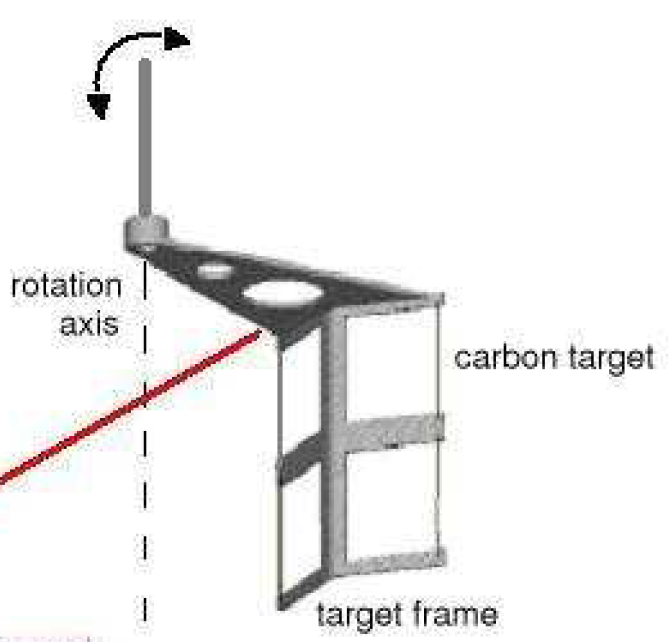 rotation
axis
carbon target
target frame